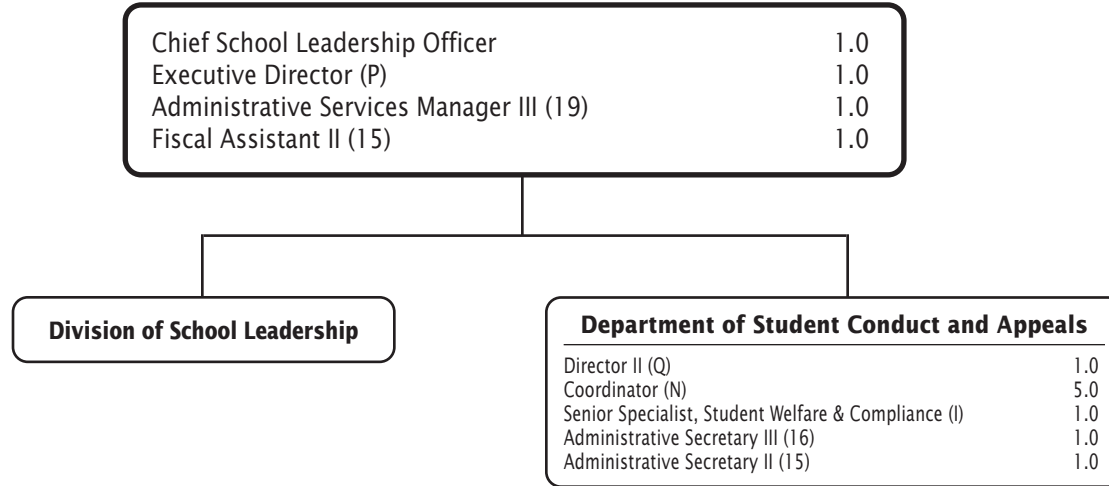 Chief School Leadership Officer 1.0
Executive Director (P) 1.0
Administrative Services Manager III (19) 1.0
Fiscal Assistant II (15) 1.0
Division of School Leadership
Department of Student Conduct and Appeals
Director II (Q) 1.0
Coordinator (N) 5.0
Senior Specialist, Student Welfare & Compliance (I) 1.0
Administrative Secretary III (16) 1.0
Administrative Secretary II (15) 1.0